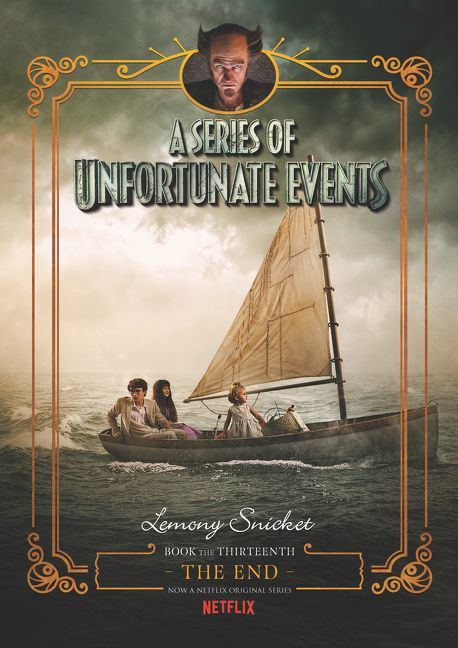 A SERIES OF
UNFORTUNATE EVENTS
Lemony Snicket
BOOK THE THIRTEENTH
– THE END –
NOW A NETFLIX ORIGINAL SERIES
NETFLIX